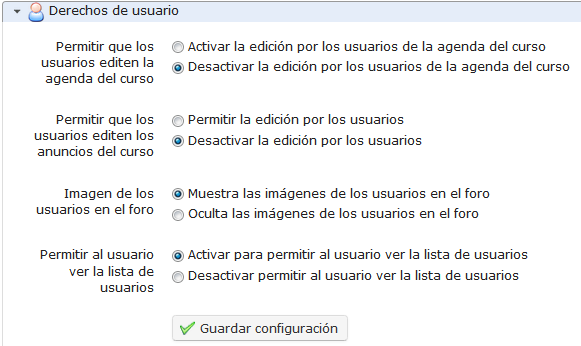 Derechos de usuario
Permitir que los
usuarios editen la
agenda del curso
Activar la edición por los usuarios de la agenda del curso
Desactivar la edición por los usuarios de la agenda del curso
Permitir que los
usuarios editen los
anuncios del curso
Permitir la edición por los usuarios
Desactivar la edición por los usuarios
Imagen de los
usuarios en el foro
Muestra las imágenes de los usuarios en el foro
Oculta las imágenes de los usuarios en el foro
Permitir al usuario
ver la lista de
usuarios
Activar para permitir al usuario ver la lista de usuarios
Desactivar permitir al usuario ver la lista de usuarios
Guardar configuración